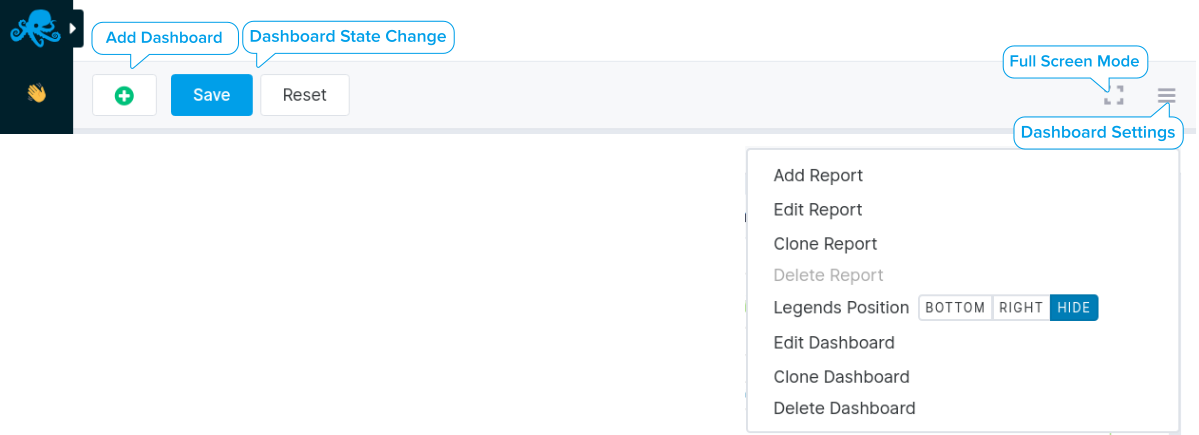 Add Dashboard
Dashboard State Change
Full Screen Mode
Save
Reset
Dashboard Settings
Add Report
Edit Report
Clone Report
Delete Report
Legends Position BOTTOM RIGHT HIDE
Edit Dashboard
Clone Dashboard
Delete Dashboard